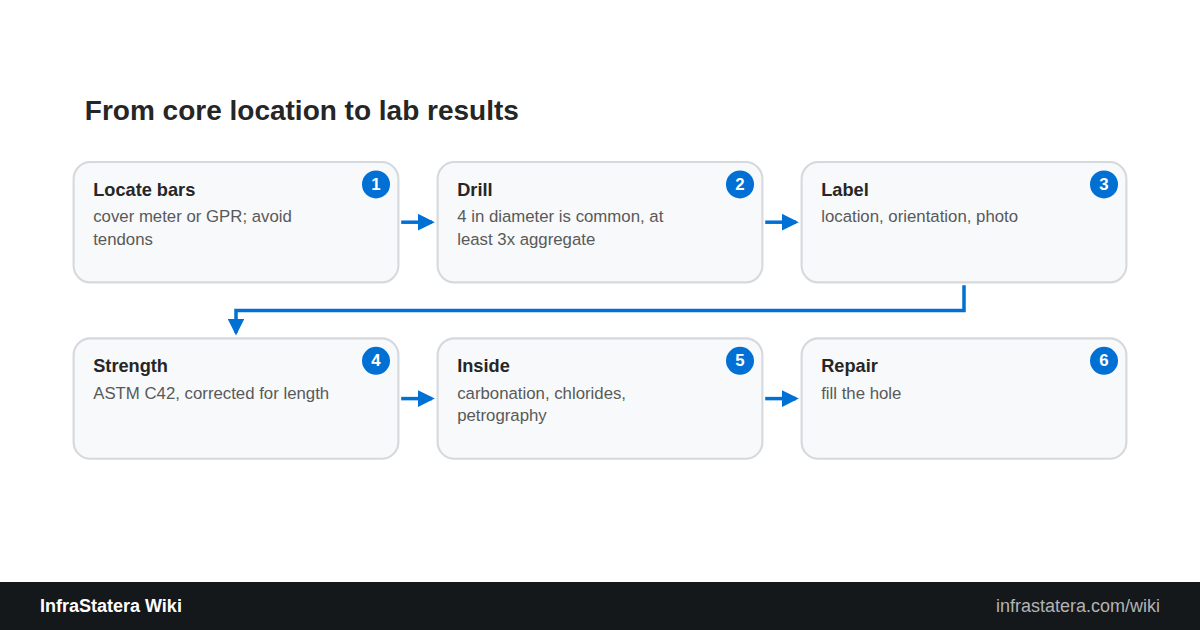 From core location to lab results
Locate bars
1
cover meter or GPR; avoid
tendons
Drill
2
4 in diameter is common, at
least 3x aggregate
Label
3
location, orientation, photo
Strength
4
ASTM C42, corrected for length
Inside
5
carbonation, chlorides,
petrography
Repair
6
fill the hole
InfraStatera Wiki
infrastatera.com/wiki